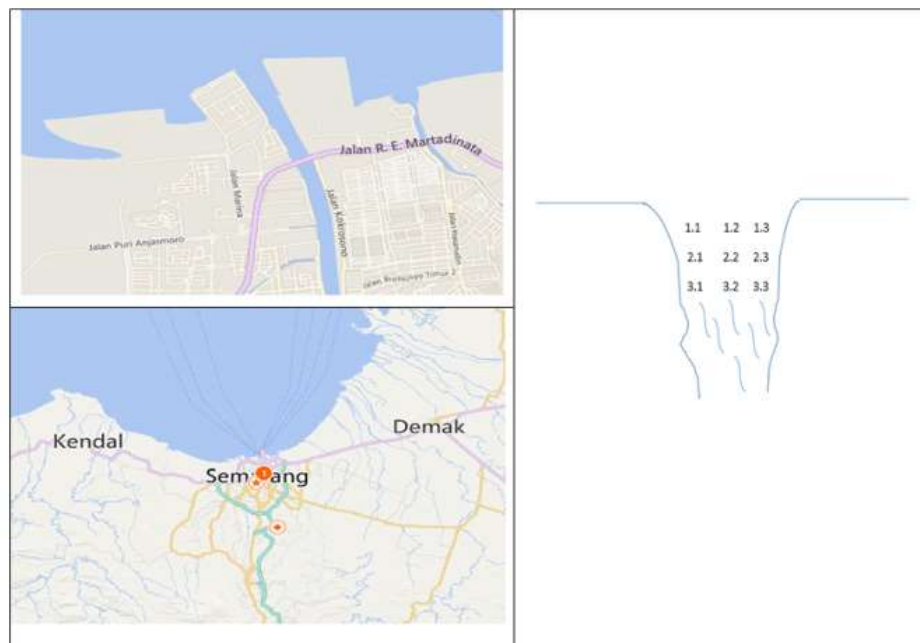 Jalan R. E. Martadinata
Jalan Marina
Jalan Kokrosono
Jalan Puri Anjasmoro
Kendal
Demak
Semarang
1.1 1.2 1.3
2.1 2.2 2.3
3.1 3.2 3.3